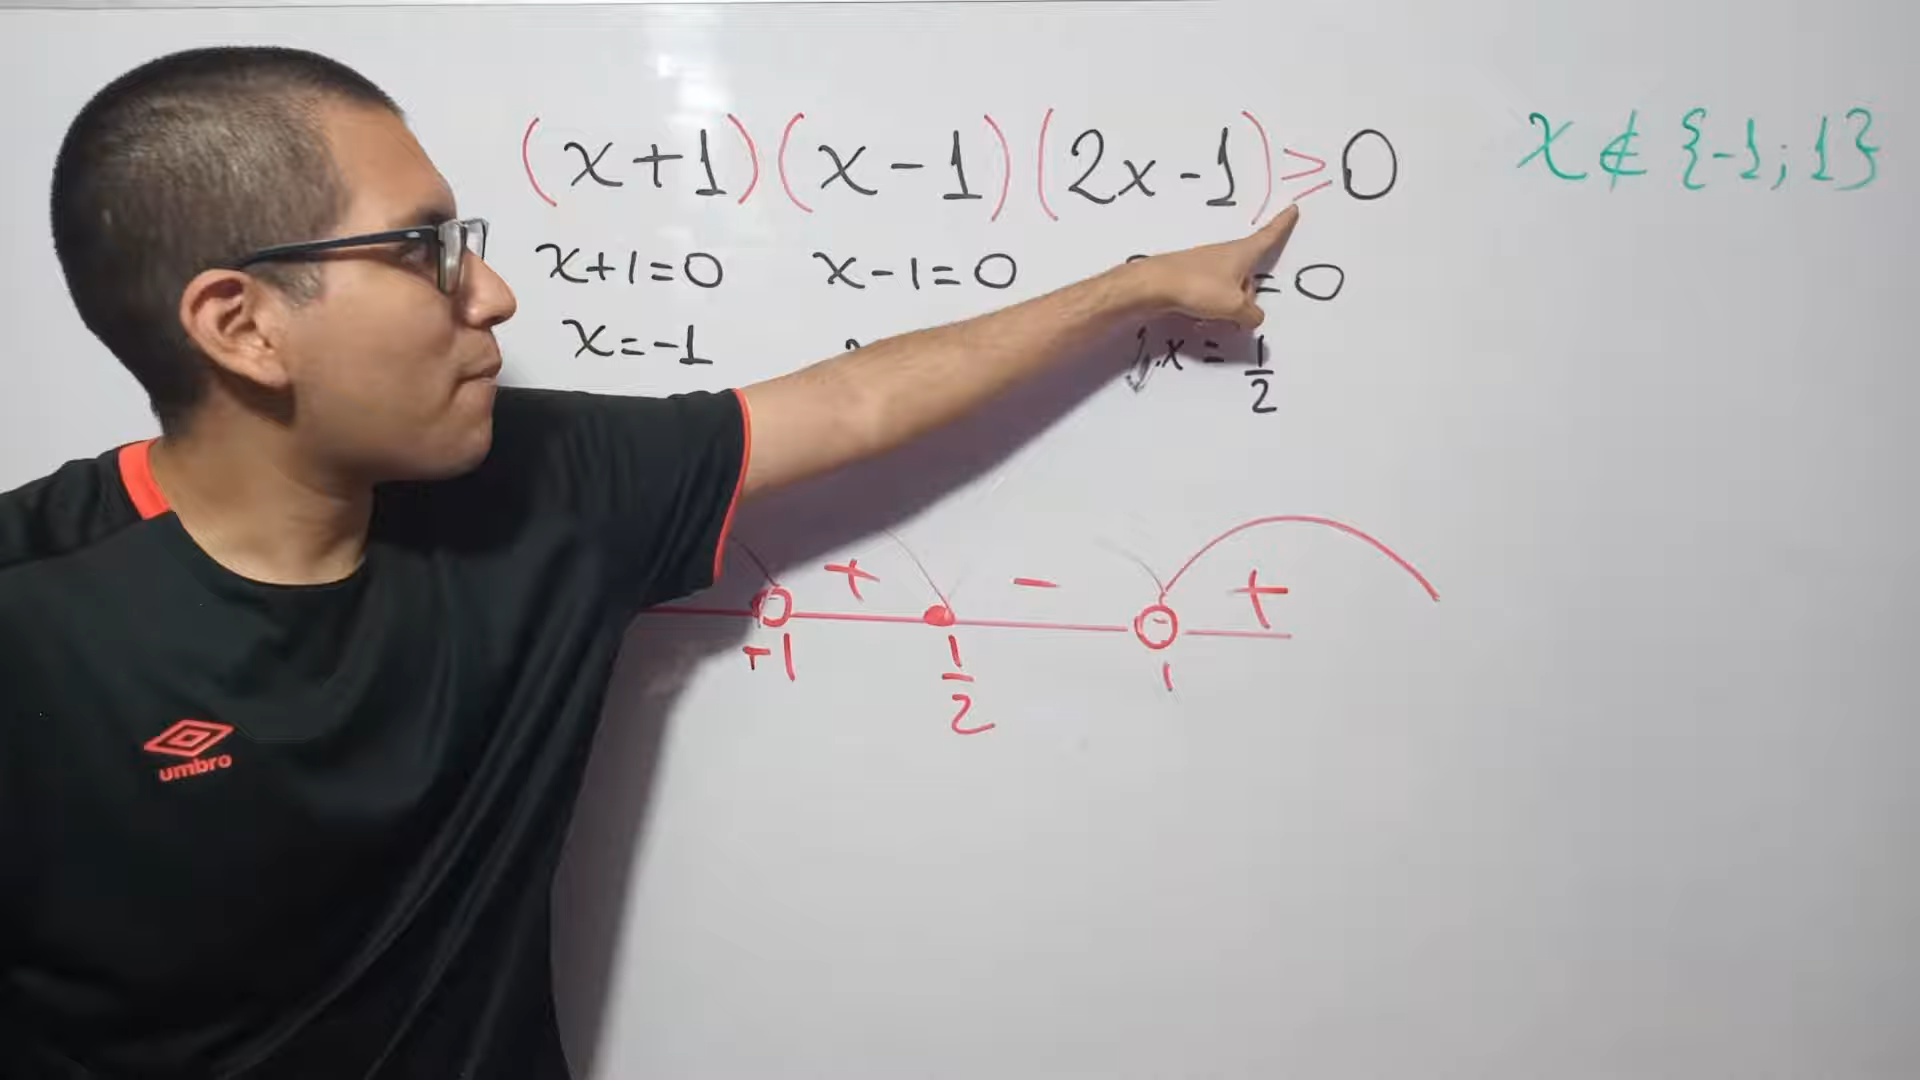 (x+1)(x-1)(2x-1)≥0
x∉{-1;1}
x+1=0 x-1=0 =0
x=-1 x=1/2
+ - +
+1 1/2 1
umbro